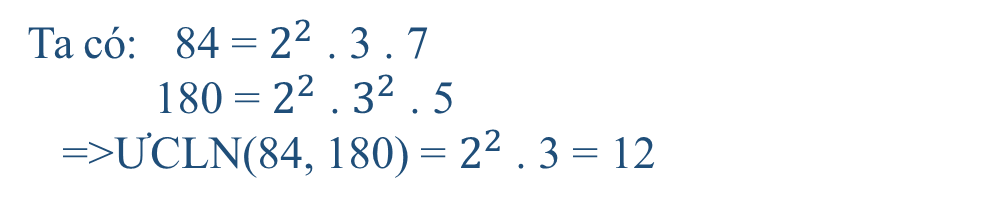 Ta có: 84 = 2² . 3 . 7
180 = 2² . 3² . 5
=>ƯCLN(84, 180) = 2² . 3 = 12